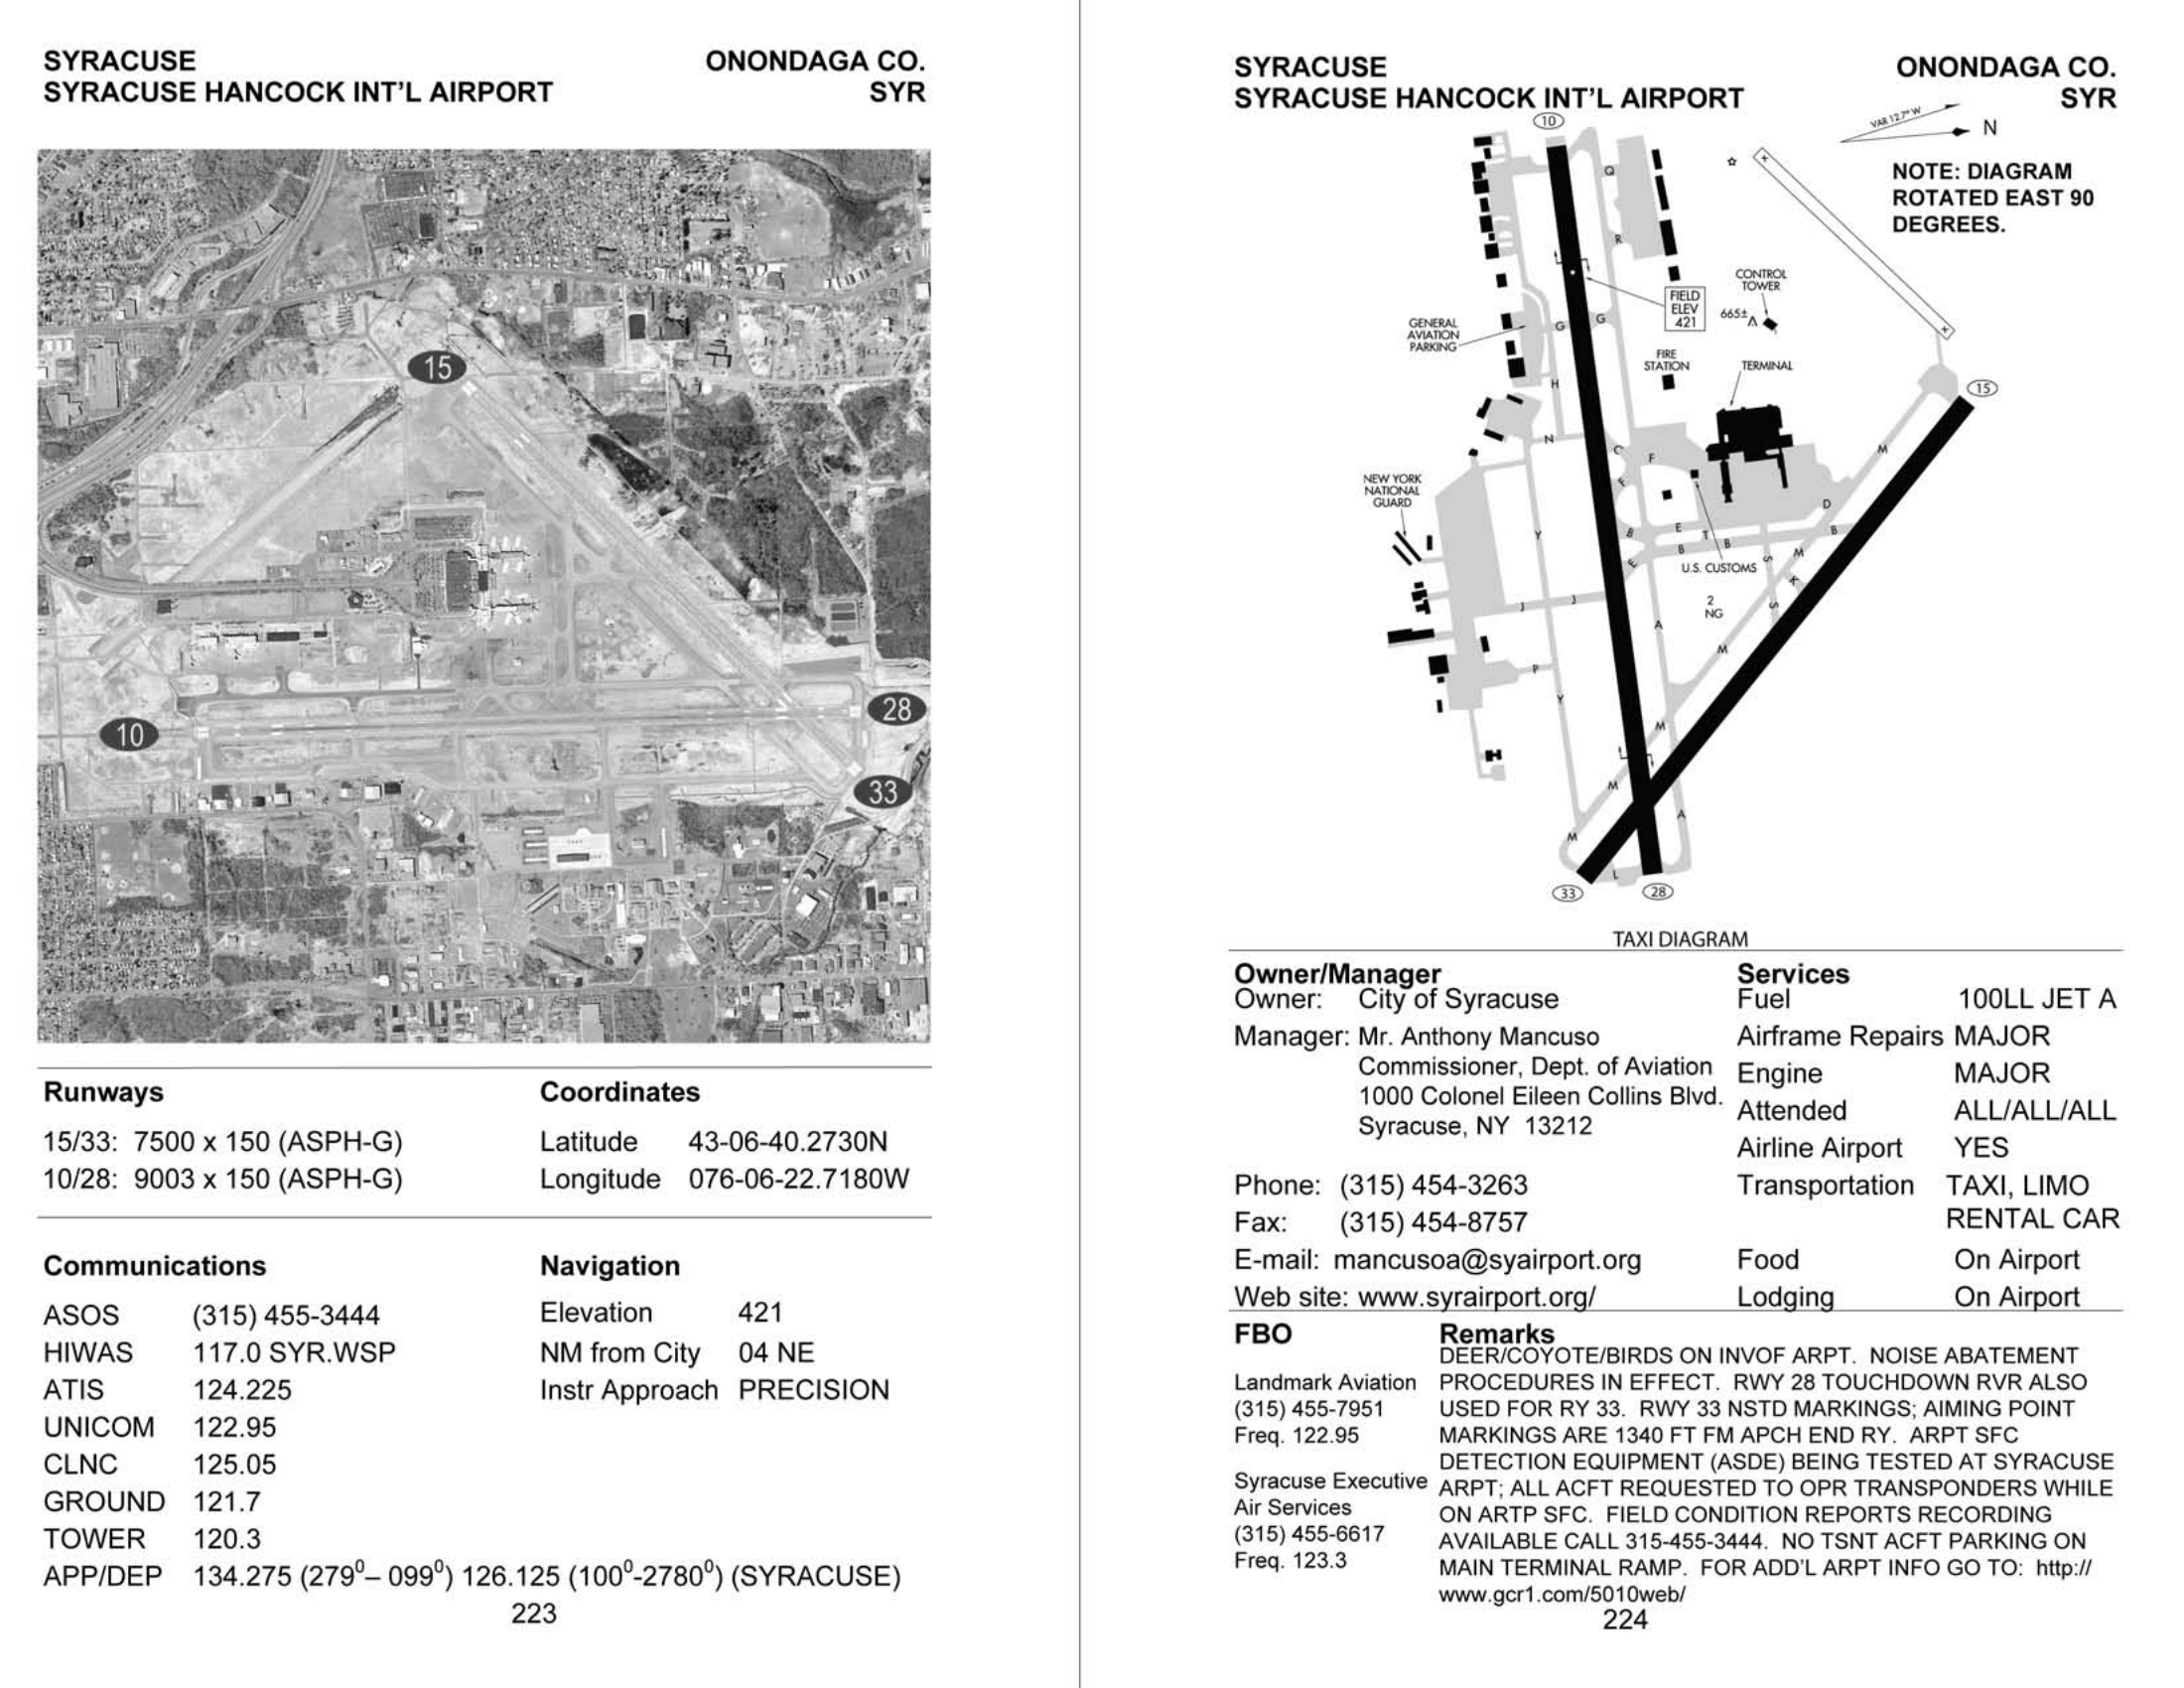 SYRACUSE ONONDAGA CO.
SYRACUSE HANCOCK INT'L AIRPORT SYR
15
10
28
33
Runways
15/33: 7500 x 150 (ASPH-G)
10/28: 9003 x 150 (ASPH-G)
Coordinates
Latitude 43-06-40.2730N
Longitude 076-06-22.7180W
Communications
ASOS (315) 455-3444
HIWAS 117.0 SYR.WSP
ATIS 124.225
UNICOM 122.95
CLNC 125.05
GROUND 121.7
TOWER 120.3
APP/DEP 134.275 (279⁰– 099⁰) 126.125 (100⁰-2780⁰) (SYRACUSE)
Navigation
Elevation 421
NM from City 04 NE
Instr Approach PRECISION
223
SYRACUSE ONONDAGA CO.
SYRACUSE HANCOCK INT'L AIRPORT SYR
10
VAR 12.7° W
N
NOTE: DIAGRAM
ROTATED EAST 90
DEGREES.
Q
R
CONTROL
TOWER
665±
FIELD
ELEV
421
GENERAL
AVIATION
PARKING
G
G
FIRE
STATION
TERMINAL
15
H
N
C
F
M
F
NEW YORK
NATIONAL
GUARD
D
Y
B
E
T
B
B
B
E
U.S. CUSTOMS
S
M
K
2
NG
J
J
S
A
M
P
Y
M
M
A
M
L
33
28
TAXI DIAGRAM
Owner/Manager
Owner: City of Syracuse
Manager: Mr. Anthony Mancuso
Commissioner, Dept. of Aviation
1000 Colonel Eileen Collins Blvd.
Syracuse, NY 13212
Phone: (315) 454-3263
Fax: (315) 454-8757
E-mail: mancusoa@syairport.org
Web site: www.syrairport.org/
Services
Fuel 100LL JET A
Airframe Repairs MAJOR
Engine MAJOR
Attended ALL/ALL/ALL
Airline Airport YES
Transportation TAXI, LIMO
RENTAL CAR
Food On Airport
Lodging On Airport
FBO
Landmark Aviation
(315) 455-7951
Freq. 122.95
Syracuse Executive
Air Services
(315) 455-6617
Freq. 123.3
Remarks
DEER/COYOTE/BIRDS ON INVOF ARPT. NOISE ABATEMENT
PROCEDURES IN EFFECT. RWY 28 TOUCHDOWN RVR ALSO
USED FOR RY 33. RWY 33 NSTD MARKINGS; AIMING POINT
MARKINGS ARE 1340 FT FM APCH END RY. ARPT SFC
DETECTION EQUIPMENT (ASDE) BEING TESTED AT SYRACUSE
ARPT; ALL ACFT REQUESTED TO OPR TRANSPONDERS WHILE
ON ARTP SFC. FIELD CONDITION REPORTS RECORDING
AVAILABLE CALL 315-455-3444. NO TSNT ACFT PARKING ON
MAIN TERMINAL RAMP. FOR ADD'L ARPT INFO GO TO: http://
www.gcr1.com/5010web/
224